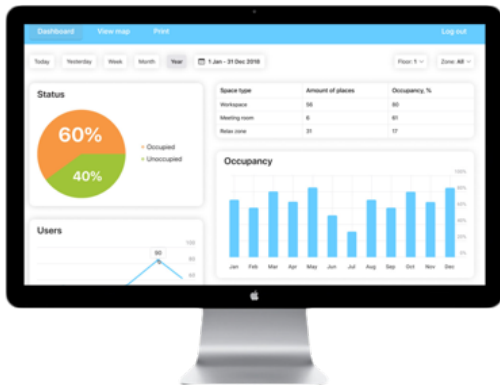 Dashboard View map Print Log out
Today Yesterday Week Month Year 1 Jan - 31 Dec 2018 Floor: 1 Zone: All
Status
60%
40%
Occupied
Unoccupied
Space type Amount of places Occupancy, %
Workspace 56 80
Meeting room 6 61
Relax zone 31 17
Occupancy
100%
80%
60%
40%
20%
0%
Jan Feb Mar Apr May Jun Jul Aug Sep Oct Nov Dec
Users
100
90
80
60